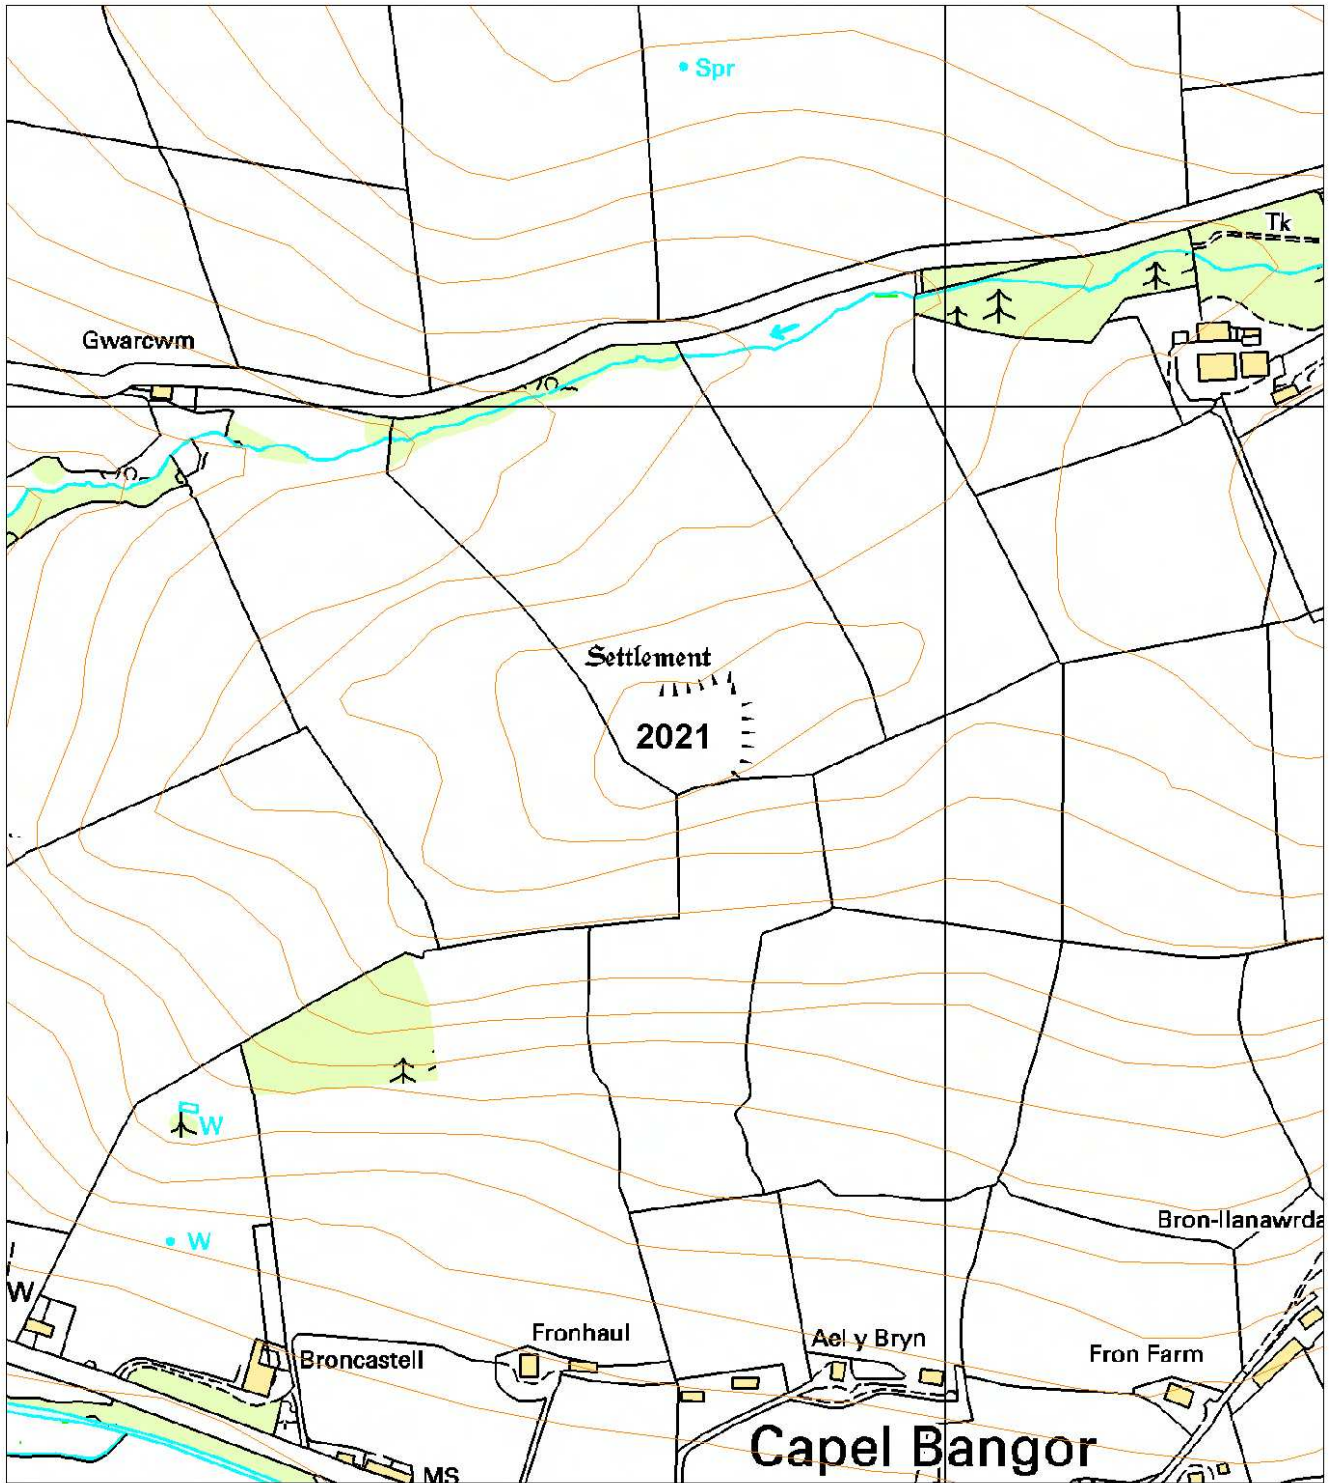 Spr
Tk
Gwarcwm
Settlement
2021
W
W
Bron-llanawrda
W
Fronhaul
Ael y Bryn
Broncastell
Fron Farm
Capel Bangor
MS